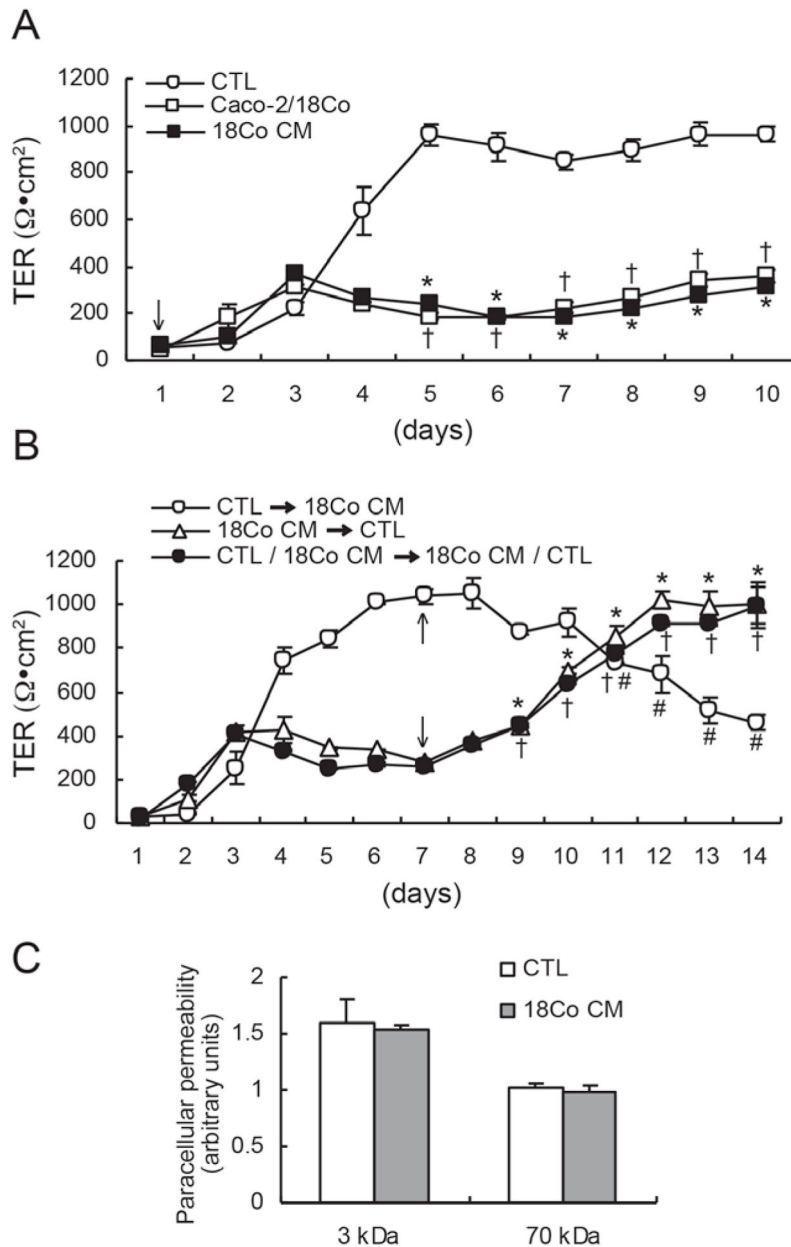 A
CTL
Caco-2/18Co
18Co CM
TER (Ω•cm²)
1200
1000
800
600
400
200
0
* * † † † †
† † * * * *
1 2 3 4 5 6 7 8 9 10
(days)
B
CTL → 18Co CM
18Co CM → CTL
CTL / 18Co CM → 18Co CM / CTL
TER (Ω•cm²)
1200
1000
800
600
400
200
0
* * * * * *
† † †# † † †
# # #
1 2 3 4 5 6 7 8 9 10 11 12 13 14
(days)
C
CTL
18Co CM
Paracellular permeability
(arbitrary units)
2
1.5
1
0.5
0
3 kDa 70 kDa